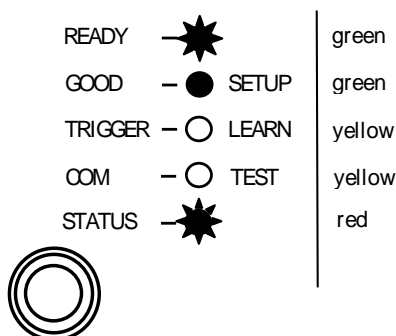 READY green
GOOD SETUP green
TRIGGER LEARN yellow
COM TEST yellow
STATUS red